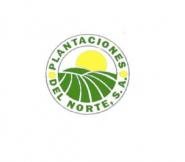 PLANTACIONES
DEL NORTE, S.A.